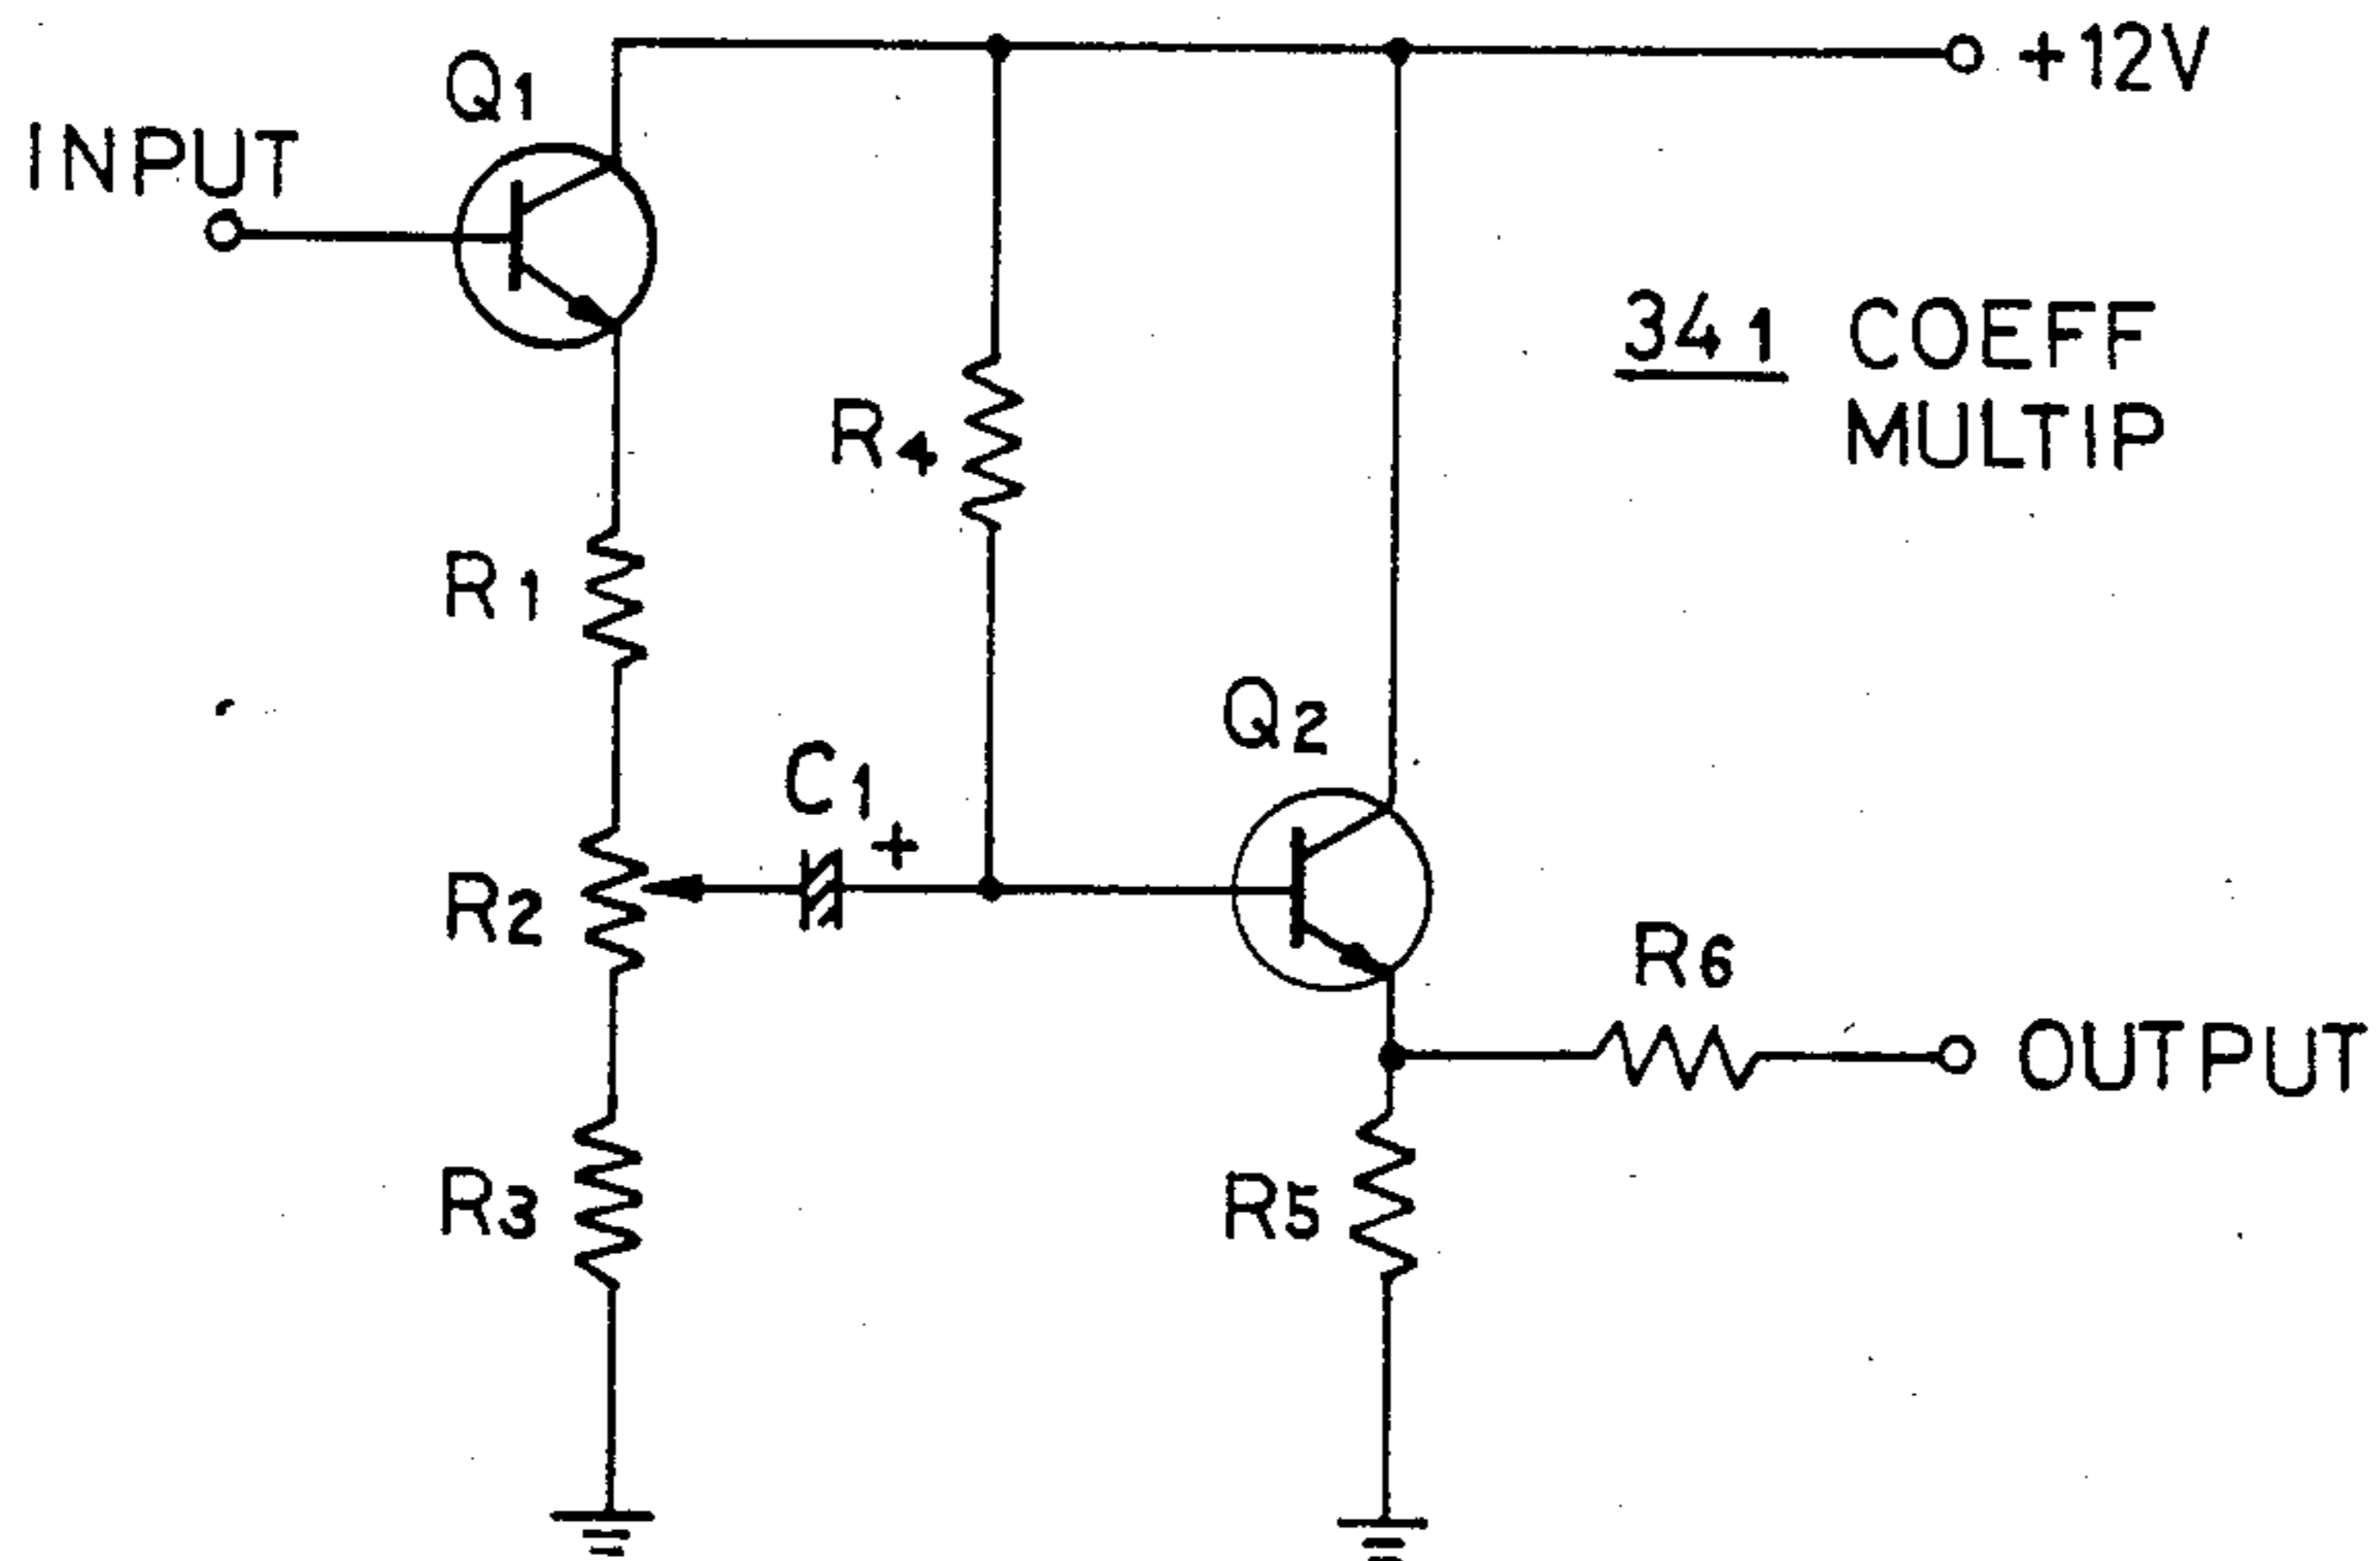 +12V
Q1
INPUT
341 COEFF
MULTIP
R4
R1
Q2
C1
+
R2
R6
OUTPUT
R3
R5